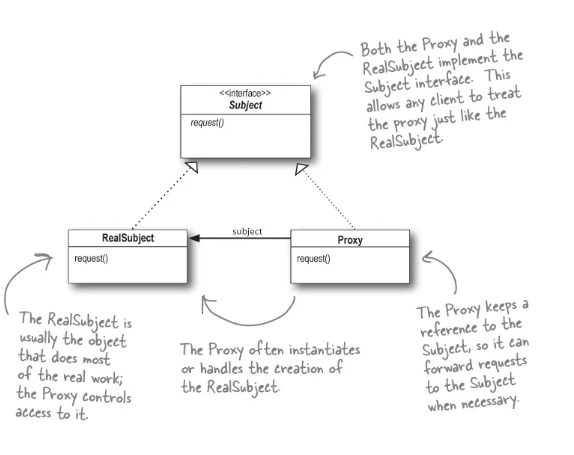 Both the Proxy and the
RealSubject implement the
Subject interface. This
allows any client to treat
the proxy just like the
RealSubject.
<<interface>>
Subject
request()
RealSubject
request()
subject
Proxy
request()
The RealSubject is
usually the object
that does most
of the real work;
the Proxy controls
access to it.
The Proxy often instantiates
or handles the creation of
the RealSubject.
The Proxy keeps a
reference to the
Subject, so it can
forward requests
to the Subject
when necessary.